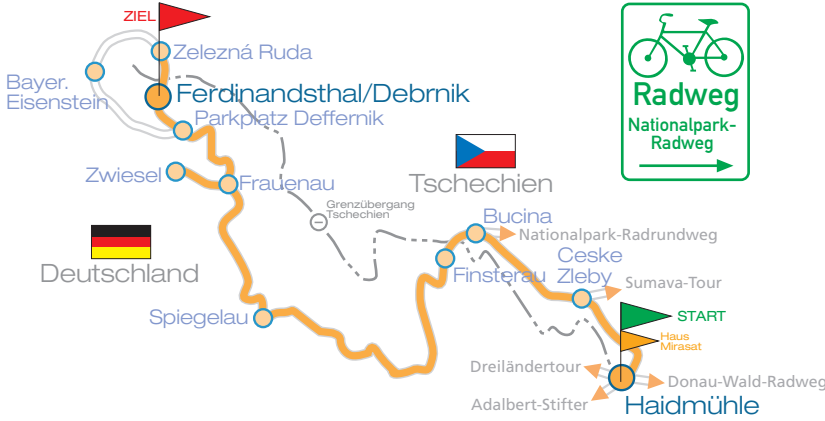 ZIEL
Zelezná Ruda
Bayer.
Eisenstein
Ferdinandsthal/Debrnik
Parkplatz Deffernik
Zwiesel
Frauenau
Radweg
Nationalpark-
Radweg
Tschechien
Grenzübergang
Tschechien
Bucina
Nationalpark-Radrundweg
Deutschland
Finsterau
Ceske
Zleby
Sumava-Tour
Spiegelau
START
Haus
Mirasat
Dreiländertour
Donau-Wald-Radweg
Adalbert-Stifter
Haidmühle